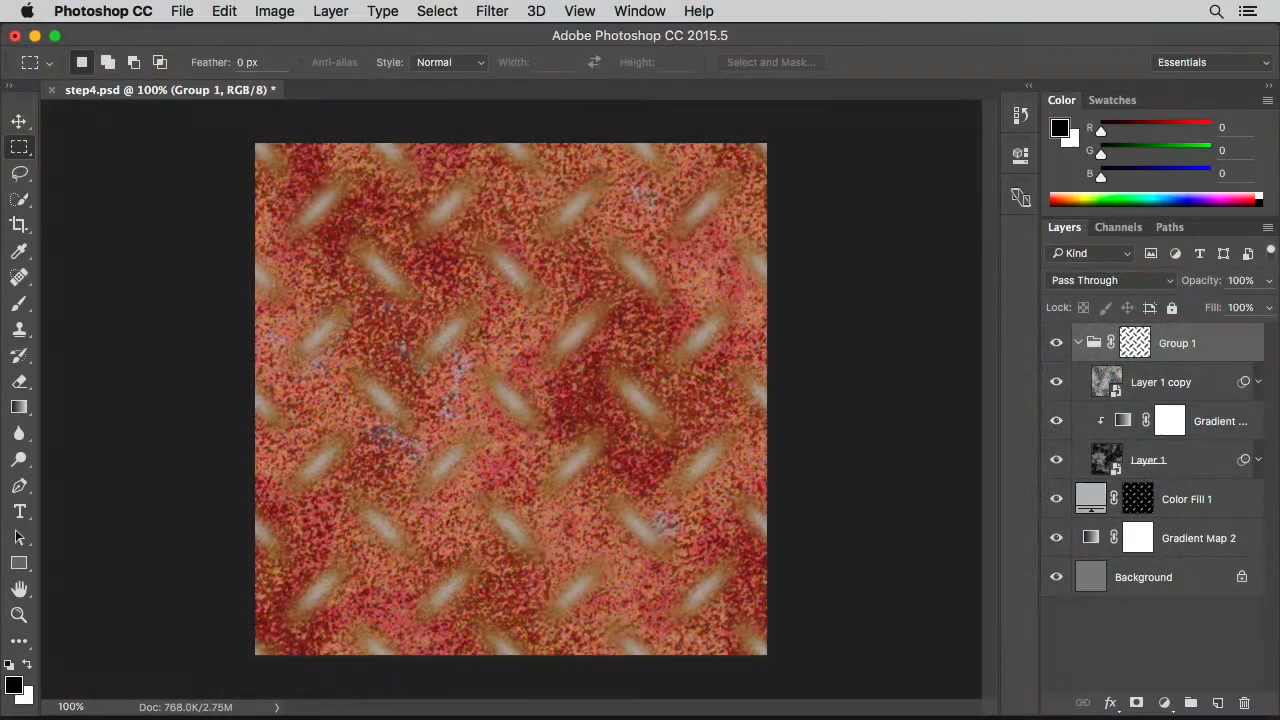 Photoshop CC File Edit Image Layer Type Select Filter 3D View Window Help
Adobe Photoshop CC 2015.5
Feather: 0 px Anti-alias Style: Normal Width: Height: Select and Mask... Essentials
step4.psd @ 100% (Group 1, RGB/8) *
Color Swatches
R 0
G 0
B 0
Layers Channels Paths
Kind
Pass Through Opacity: 100%
Lock: Fill: 100%
Group 1
Layer 1 copy
Gradient ...
Layer 1
Color Fill 1
Gradient Map 2
Background
100% Doc: 768.0K/2.75M